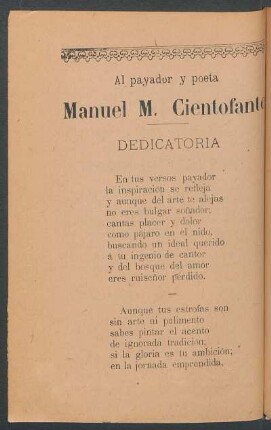 Al payador y poeta
Manuel M. Cientofante
DEDICATORIA
En tus versos payador
la inspiración se refleja
y aunque del arte te alejas
no eres bulgar soñador;
cantas placer y dolor
como pájaro en el nido,
buscando un ideal querido
a tu ingenio de cantor
y del bosque del amor
eres ruiseñor perdido.
Aunque tus estrofas son
sin arte ni pulimento
sabes pintar el acento
de ignorada tradición;
si la gloria es tu ambición;
en la jornada emprendida.